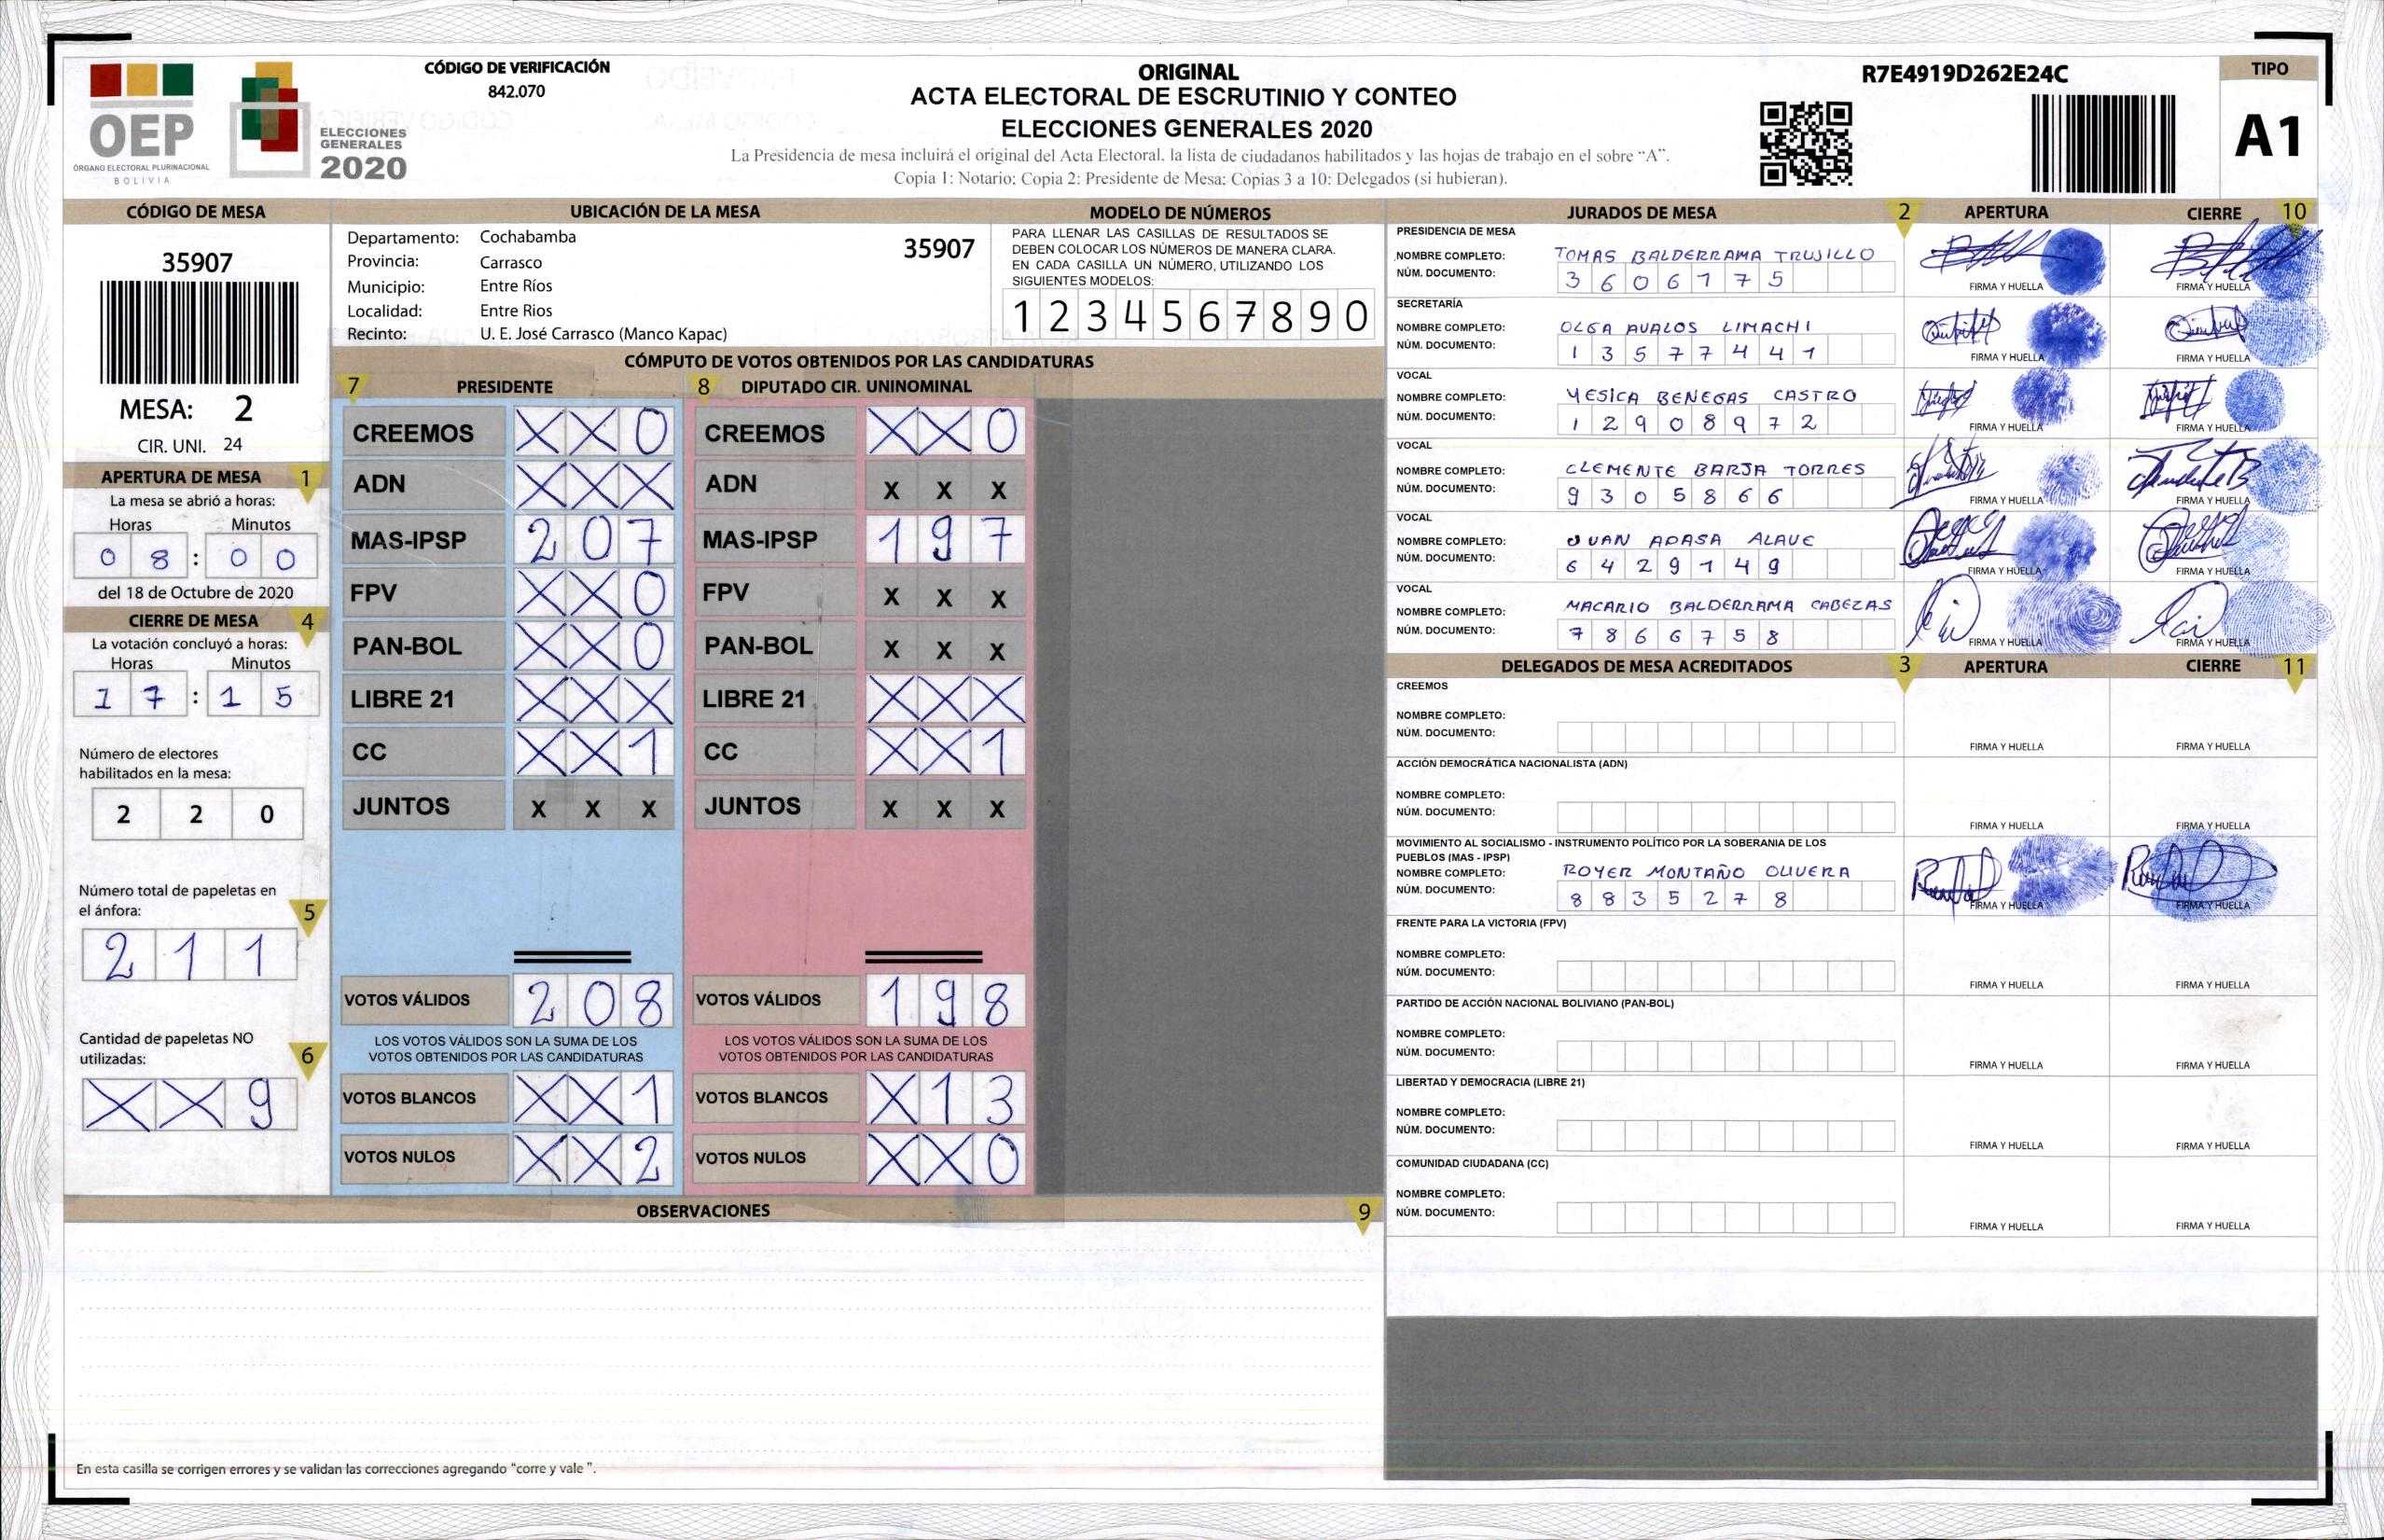 OEP
ÓRGANO ELECTORAL PLURINACIONAL
BOLIVIA
ELECCIONES
GENERALES
2020
CÓDIGO DE VERIFICACIÓN
842.070
ORIGINAL
ACTA ELECTORAL DE ESCRUTINIO Y CONTEO
ELECCIONES GENERALES 2020
La Presidencia de mesa incluirá el original del Acta Electoral, la lista de ciudadanos habilitados y las hojas de trabajo en el sobre “A”.
Copia 1: Notario; Copia 2: Presidente de Mesa; Copias 3 a 10: Delegados (si hubieran).
R7E4919D262E24C
TIPO
A1
CÓDIGO DE MESA
35907
MESA: 2
CIR. UNI. 24
APERTURA DE MESA 1
La mesa se abrió a horas:
Horas Minutos
0 8 : 0 0
del 18 de Octubre de 2020
CIERRE DE MESA 4
La votación concluyó a horas:
Horas Minutos
1 7 : 1 5
Número de electores
habilitados en la mesa:
2 2 0
Número total de papeletas en
el ánfora: 5
2 1 1
Cantidad de papeletas NO
utilizadas: 6
X X 9
UBICACIÓN DE LA MESA
Departamento: Cochabamba
35907
Provincia: Carrasco
Municipio: Entre Ríos
Localidad: Entre Rios
Recinto: U. E. José Carrasco (Manco Kapac)
MODELO DE NÚMEROS
PARA LLENAR LAS CASILLAS DE RESULTADOS SE
DEBEN COLOCAR LOS NÚMEROS DE MANERA CLARA.
EN CADA CASILLA UN NÚMERO, UTILIZANDO LOS
SIGUIENTES MODELOS:
1 2 3 4 5 6 7 8 9 0
CÓMPUTO DE VOTOS OBTENIDOS POR LAS CANDIDATURAS
7 PRESIDENTE
CREEMOS X X 0
ADN X X X
MAS-IPSP 2 0 7
FPV X X 0
PAN-BOL X X 0
LIBRE 21 X X X
CC X X 1
JUNTOS X X X
VOTOS VÁLIDOS 2 0 8
LOS VOTOS VÁLIDOS SON LA SUMA DE LOS
VOTOS OBTENIDOS POR LAS CANDIDATURAS
VOTOS BLANCOS X X 1
VOTOS NULOS X X 2
8 DIPUTADO CIR. UNINOMINAL
CREEMOS X X 0
ADN X X X
MAS-IPSP 1 9 7
FPV X X X
PAN-BOL X X X
LIBRE 21 X X X
CC X X 1
JUNTOS X X X
VOTOS VÁLIDOS 1 9 8
LOS VOTOS VÁLIDOS SON LA SUMA DE LOS
VOTOS OBTENIDOS POR LAS CANDIDATURAS
VOTOS BLANCOS X 1 3
VOTOS NULOS X X 0
OBSERVACIONES 9
En esta casilla se corrigen errores y se validan las correcciones agregando “corre y vale ”.
JURADOS DE MESA 2 APERTURA CIERRE 10
PRESIDENCIA DE MESA
NOMBRE COMPLETO: TOMAS BALDERRAMA TRUJILLO
NÚM. DOCUMENTO: 3 6 0 6 1 7 5
FIRMA Y HUELLA FIRMA Y HUELLA
SECRETARÍA
NOMBRE COMPLETO: OLGA AVALOS LIMACHI
NÚM. DOCUMENTO: 1 3 5 7 7 4 4 1
FIRMA Y HUELLA FIRMA Y HUELLA
VOCAL
NOMBRE COMPLETO: YESICA BENEGAS CASTRO
NÚM. DOCUMENTO: 1 2 9 0 8 9 7 2
FIRMA Y HUELLA FIRMA Y HUELLA
VOCAL
NOMBRE COMPLETO: CLEMENTE BARJA TORRES
NÚM. DOCUMENTO: 9 3 0 5 8 6 6
FIRMA Y HUELLA FIRMA Y HUELLA
VOCAL
NOMBRE COMPLETO: JUAN APASA ALAVE
NÚM. DOCUMENTO: 6 4 2 9 1 4 9
FIRMA Y HUELLA FIRMA Y HUELLA
VOCAL
NOMBRE COMPLETO: MACARIO BALDERRAMA CABEZAS
NÚM. DOCUMENTO: 7 8 6 6 7 5 8
FIRMA Y HUELLA FIRMA Y HUELLA
DELEGADOS DE MESA ACREDITADOS 3 APERTURA CIERRE 11
CREEMOS
NOMBRE COMPLETO:
NÚM. DOCUMENTO:
FIRMA Y HUELLA FIRMA Y HUELLA
ACCIÓN DEMOCRÁTICA NACIONALISTA (ADN)
NOMBRE COMPLETO:
NÚM. DOCUMENTO:
FIRMA Y HUELLA FIRMA Y HUELLA
MOVIMIENTO AL SOCIALISMO - INSTRUMENTO POLÍTICO POR LA SOBERANIA DE LOS
PUEBLOS (MAS - IPSP)
NOMBRE COMPLETO: ROYER MONTAÑO OLIVERA
NÚM. DOCUMENTO: 8 8 3 5 2 7 8
FIRMA Y HUELLA FIRMA Y HUELLA
FRENTE PARA LA VICTORIA (FPV)
NOMBRE COMPLETO:
NÚM. DOCUMENTO:
FIRMA Y HUELLA FIRMA Y HUELLA
PARTIDO DE ACCIÓN NACIONAL BOLIVIANO (PAN-BOL)
NOMBRE COMPLETO:
NÚM. DOCUMENTO:
FIRMA Y HUELLA FIRMA Y HUELLA
LIBERTAD Y DEMOCRACIA (LIBRE 21)
NOMBRE COMPLETO:
NÚM. DOCUMENTO:
FIRMA Y HUELLA FIRMA Y HUELLA
COMUNIDAD CIUDADANA (CC)
NOMBRE COMPLETO:
NÚM. DOCUMENTO:
FIRMA Y HUELLA FIRMA Y HUELLA